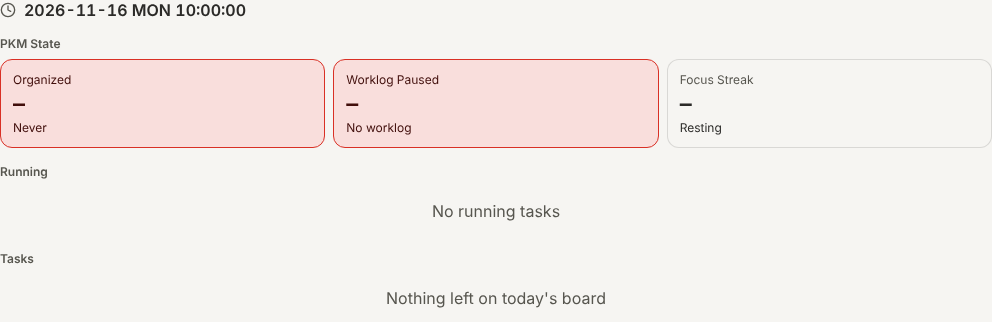 2026-11-16 MON 10:00:00
PKM State
Organized
–
Never
Worklog Paused
–
No worklog
Focus Streak
–
Resting
Running
No running tasks
Tasks
Nothing left on today's board